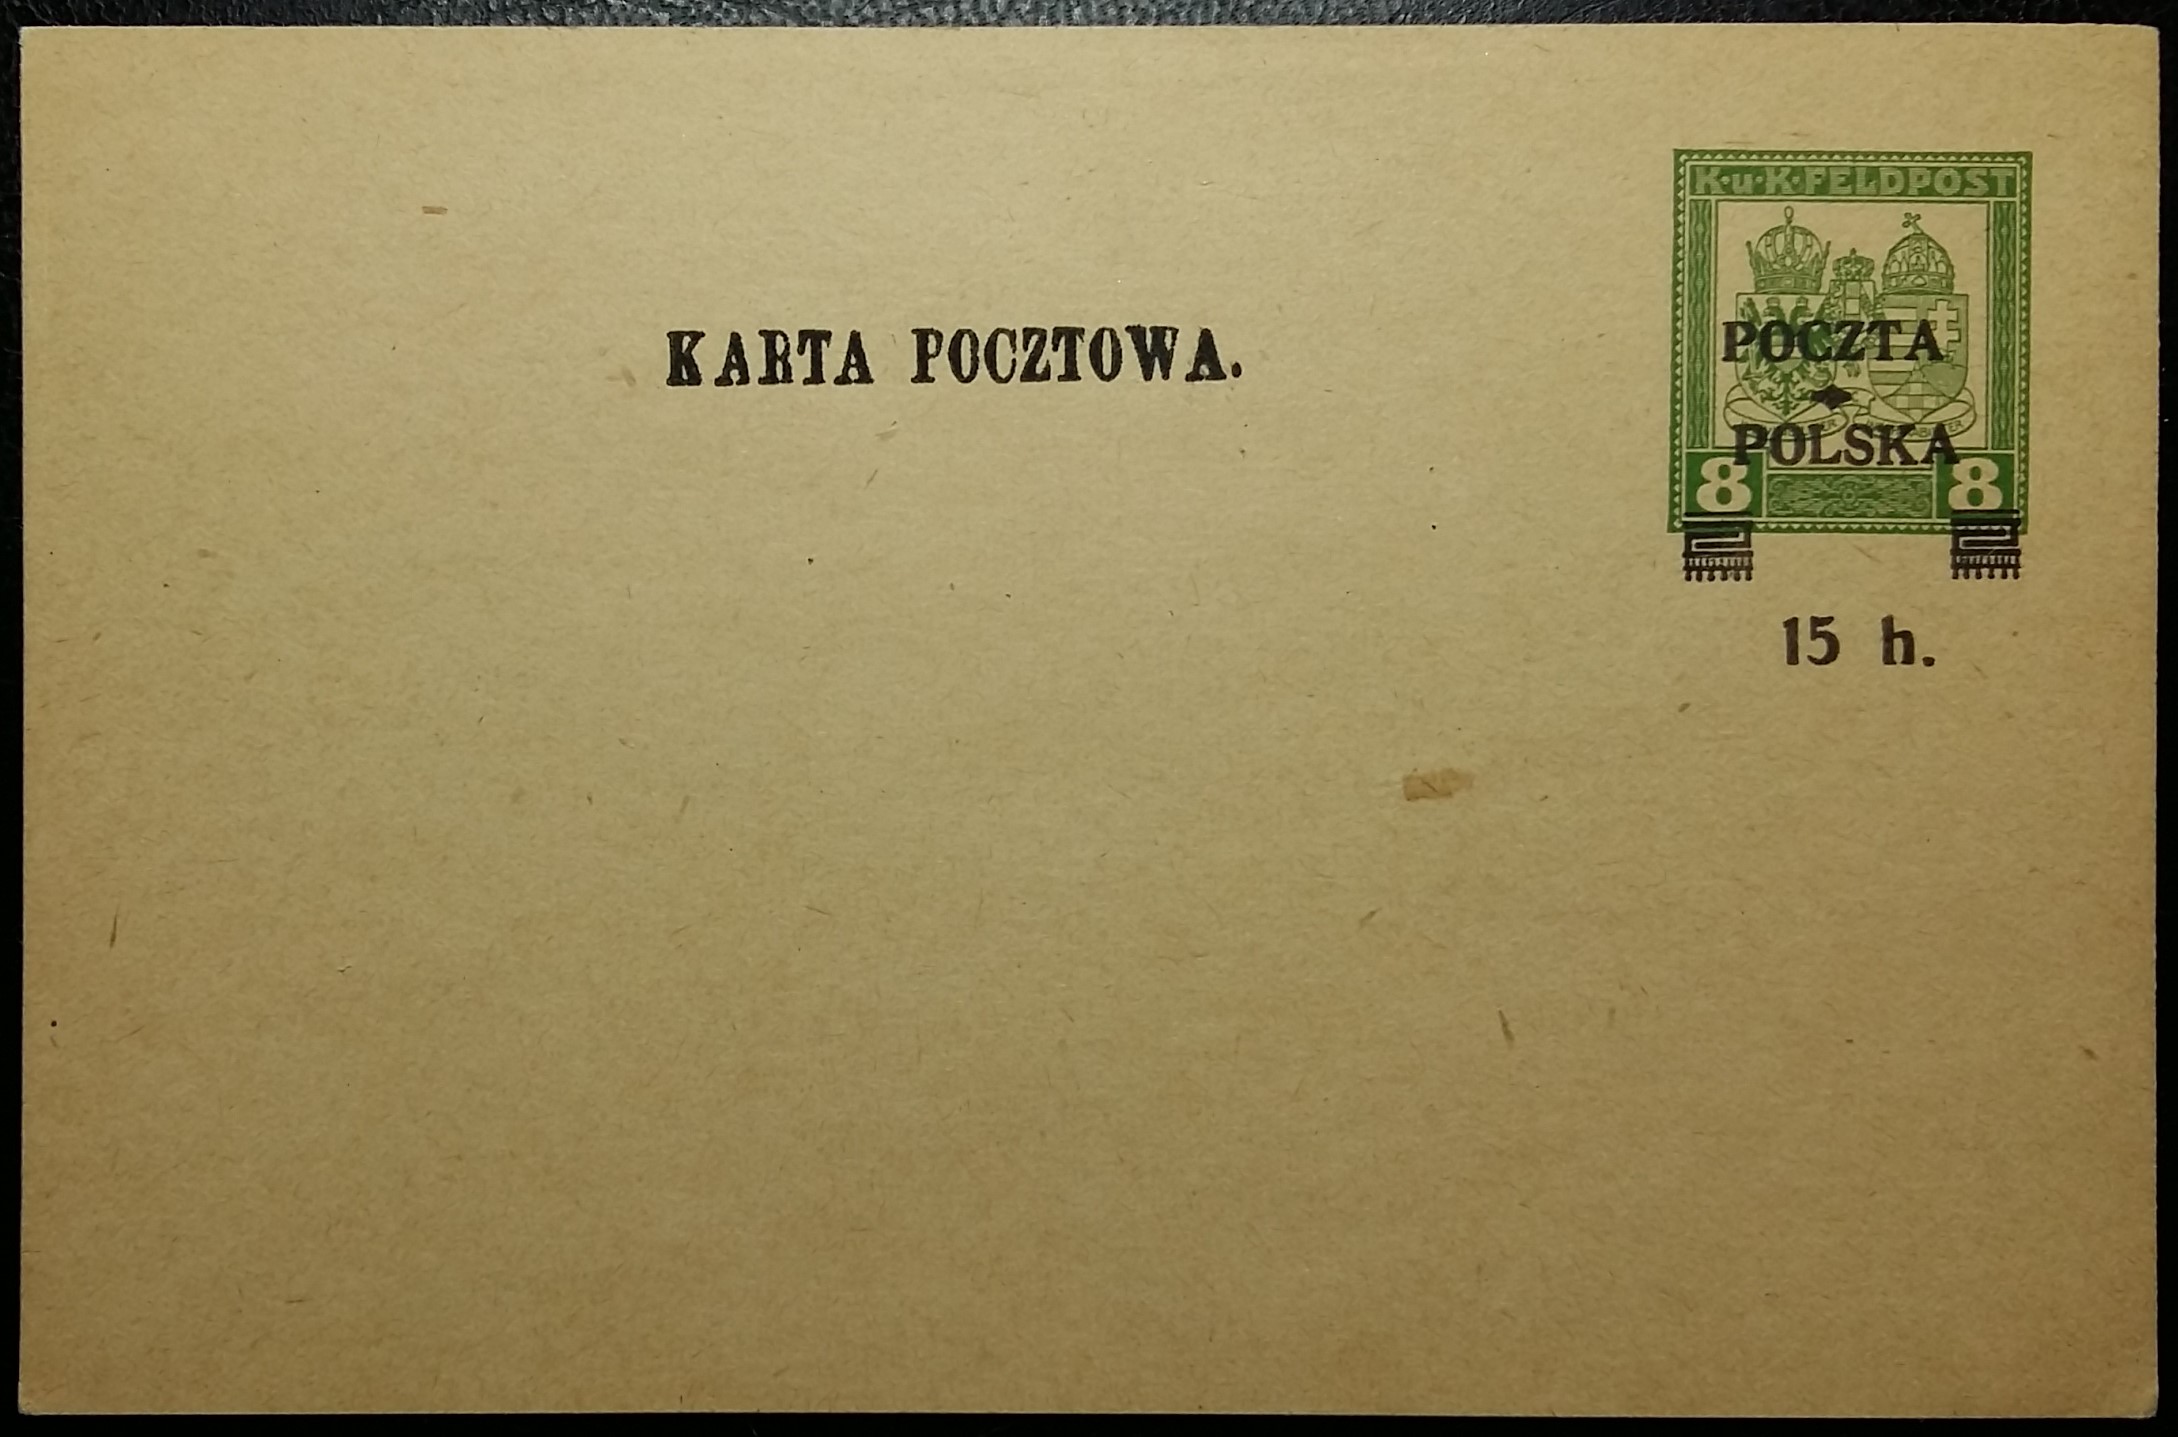 K·u·K·FELDPOST
KARTA POCZTOWA.
POCZTA
POLSKA
8 8
15 h.